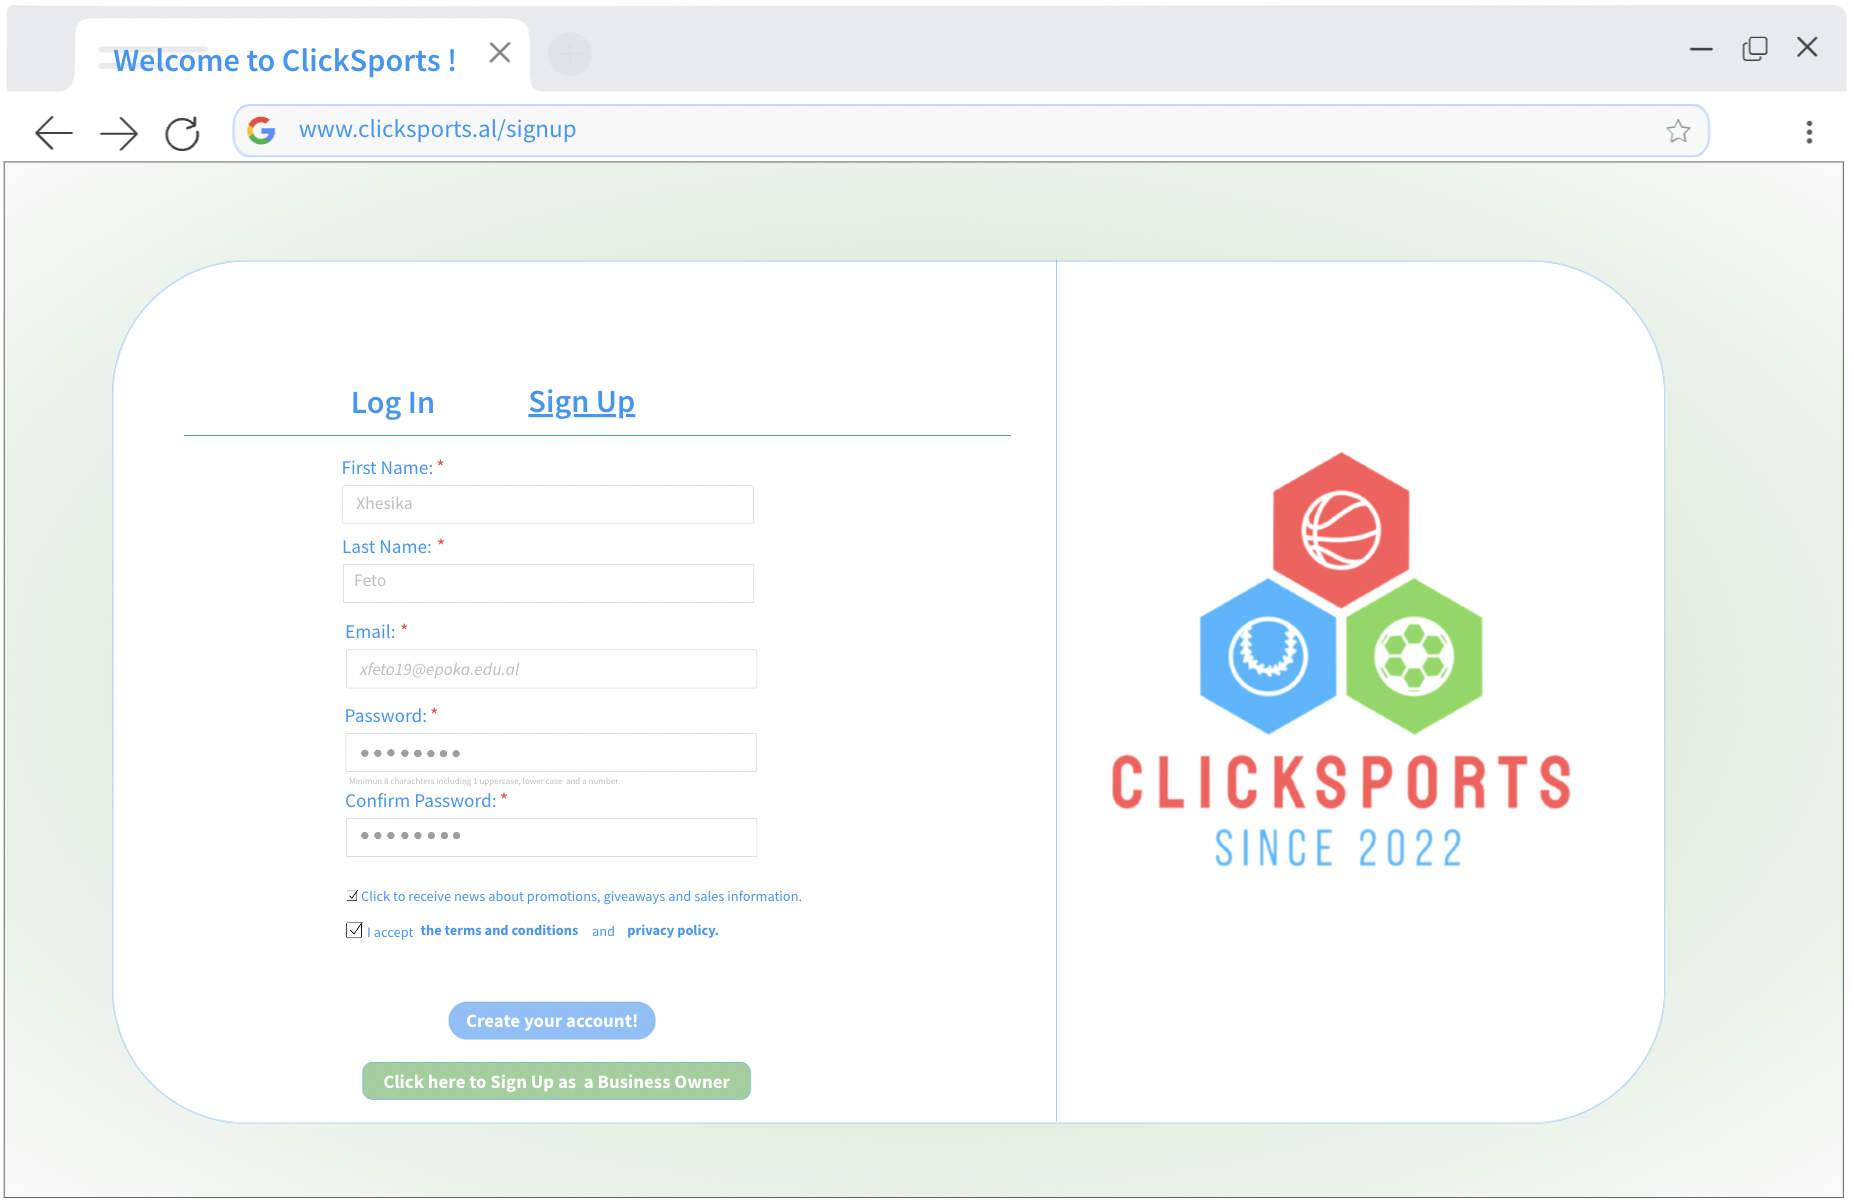 Welcome to ClickSports !
www.clicksports.al/signup
Log In Sign Up
First Name: *
Xhesika
Last Name: *
Feto
Email: *
xfeto19@epoka.edu.al
Password: *
Minimun 8 charachters including 1 uppercase, lower case and a number.
Confirm Password: *
Click to receive news about promotions, giveaways and sales information.
I accept the terms and conditions and privacy policy.
Create your account!
Click here to Sign Up as a Business Owner
CLICKSPORTS
SINCE 2022